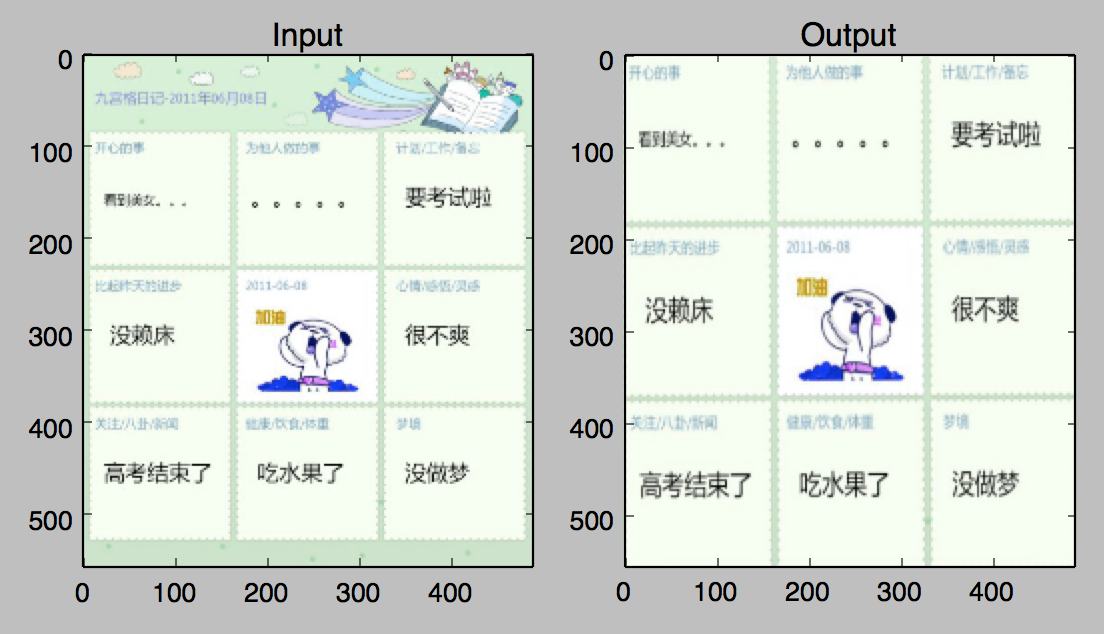 Input
Output
九宫格日记-2011年06月08日
开心的事
为他人做的事
计划/工作/备忘
看到美女。。。
。。。。。
要考试啦
比起昨天的进步
2011-06-08
心情/感悟/灵感
加油
没赖床
很不爽
关注/八卦/新闻
健康/饮食/体重
梦境
高考结束了
吃水果了
没做梦
0
100
200
300
400
500
0
100
200
300
400
开心的事
为他人做的事
计划/工作/备忘
看到美女。。。
。。。。。
要考试啦
比起昨天的进步
2011-06-08
心情/感悟/灵感
加油
没赖床
很不爽
关注/八卦/新闻
健康/饮食/体重
梦境
高考结束了
吃水果了
没做梦
0
100
200
300
400
500
0
100
200
300
400